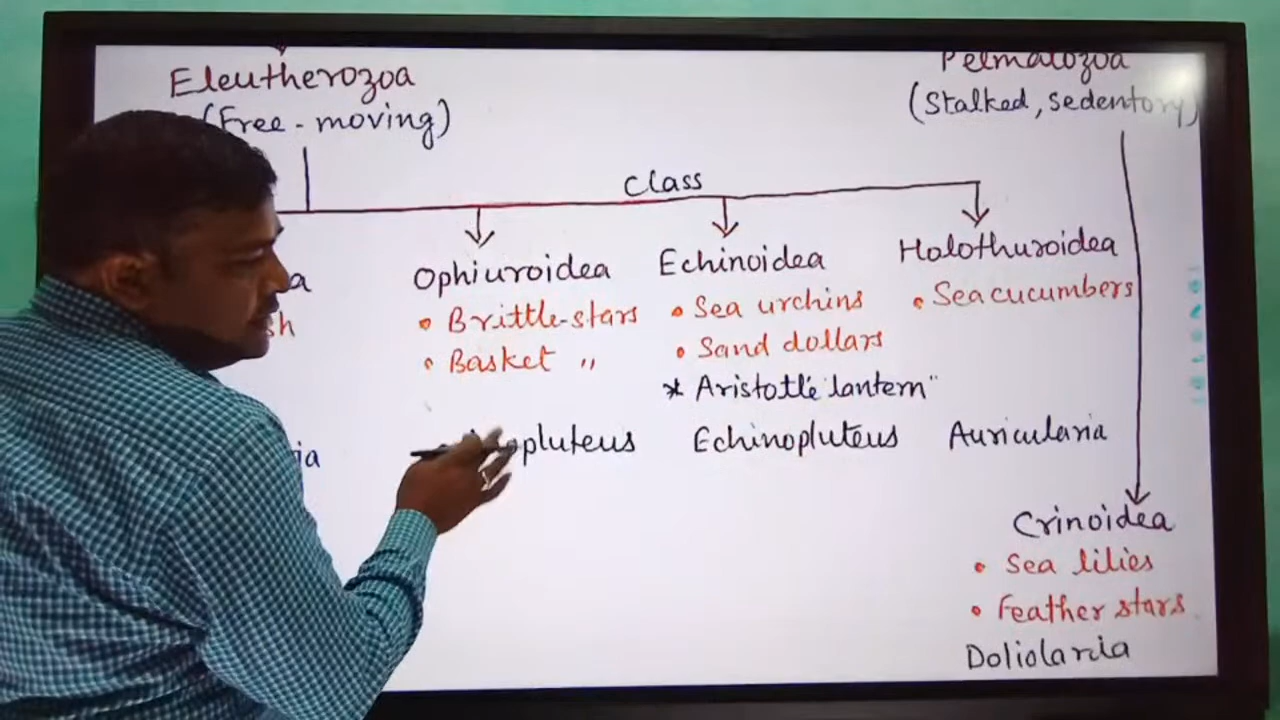 Eleutherozoa
(Free-moving)
Pelmatozoa
(Stalked, sedentory)
Class
Ophiuroidea
• Brittle-stars
• Basket "
Echinoidea
• Sea urchins
• Sand dollars
* Aristotle 'lantern"
Holothuroidea
• Sea cucumbers
Echinopluteus
Auricularia
Crinoidea
• Sea lilies
• Feather stars
Doliolaria